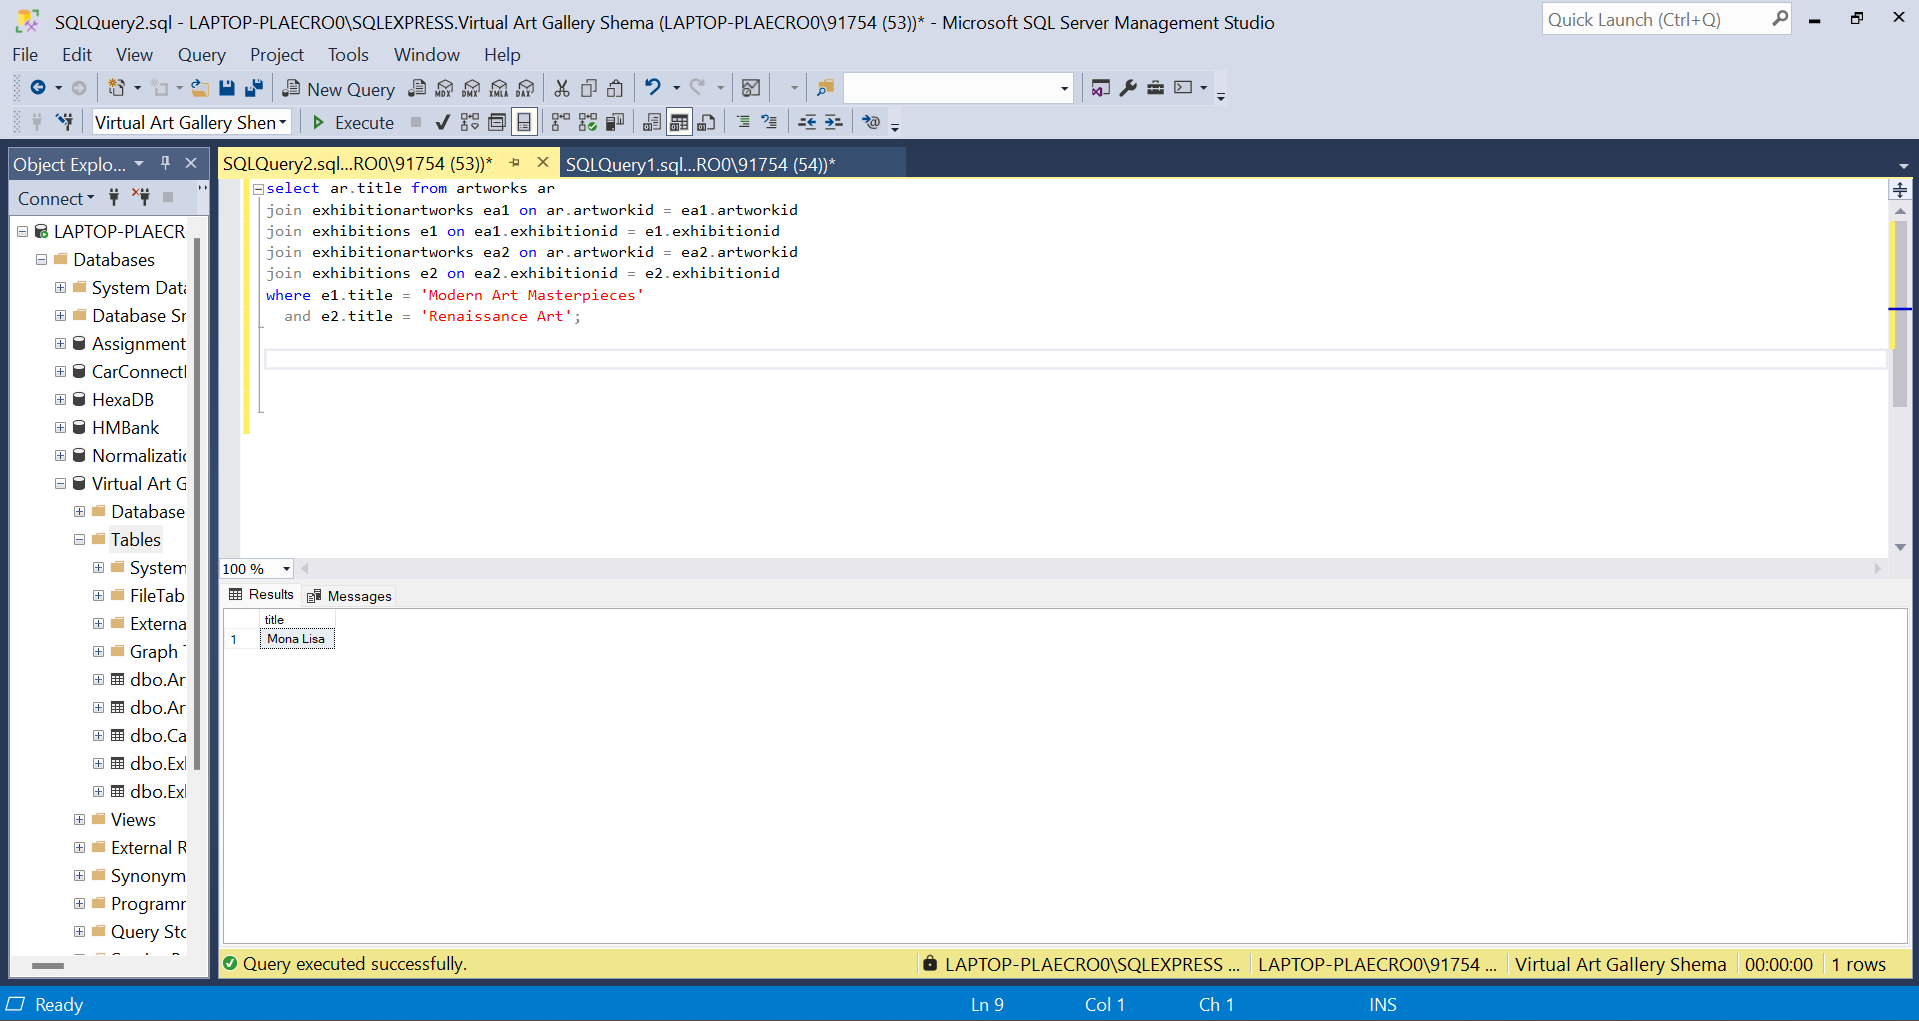 SQLQuery2.sql - LAPTOP-PLAECRO0\SQLEXPRESS.Virtual Art Gallery Shema (LAPTOP-PLAECRO0\91754 (53))* - Microsoft SQL Server Management Studio
Quick Launch (Ctrl+Q)
File Edit View Query Project Tools Window Help
New Query MDX DMX XMLA DAX
Virtual Art Gallery Shen Execute
Object Explo...
SQLQuery2.sql...RO0\91754 (53))*
SQLQuery1.sql...RO0\91754 (54))*
Connect
LAPTOP-PLAECR
Databases
System Data
Database Sn
Assignment
CarConnectI
HexaDB
HMBank
Normalizatio
Virtual Art G
Database
Tables
System
FileTab
Externa
Graph T
dbo.Ar
dbo.Ar
dbo.Ca
dbo.Exl
dbo.Exl
Views
External R
Synonym
Programr
Query Sto
select ar.title from artworks ar
join exhibitionartworks ea1 on ar.artworkid = ea1.artworkid
join exhibitions e1 on ea1.exhibitionid = e1.exhibitionid
join exhibitionartworks ea2 on ar.artworkid = ea2.artworkid
join exhibitions e2 on ea2.exhibitionid = e2.exhibitionid
where e1.title = 'Modern Art Masterpieces'
and e2.title = 'Renaissance Art';
100 %
Results Messages
title
1 Mona Lisa
Query executed successfully.
LAPTOP-PLAECRO0\SQLEXPRESS ... LAPTOP-PLAECRO0\91754 ... Virtual Art Gallery Shema 00:00:00 1 rows
Ready Ln 9 Col 1 Ch 1 INS